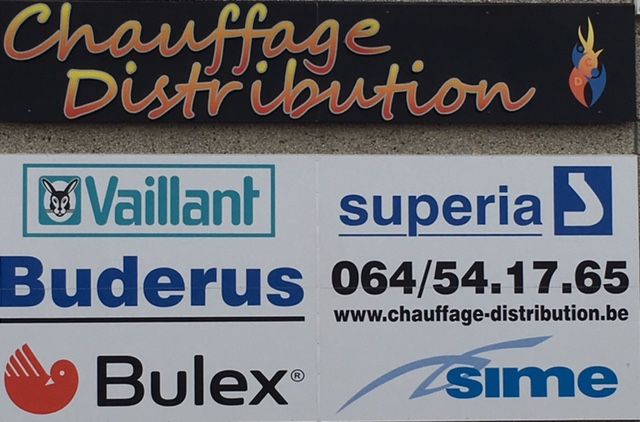 Chauffage
Distribution
C
D
Vaillant
superia
Buderus
064/54.17.65
www.chauffage-distribution.be
Bulex®
sime